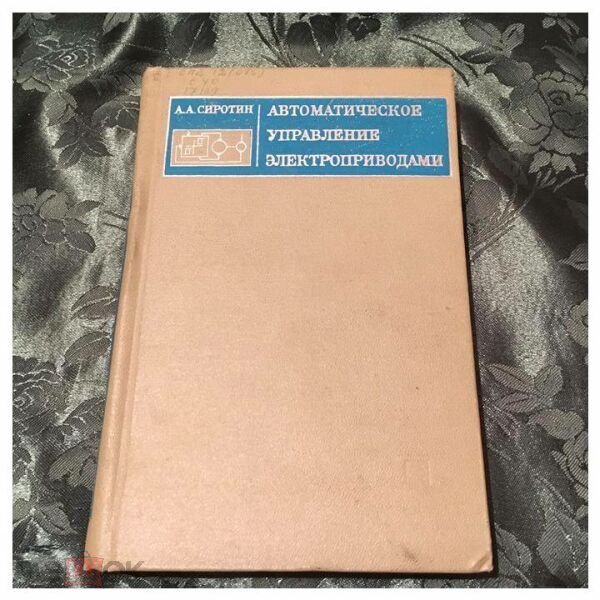 А.А.СИРОТИН
АВТОМАТИЧЕСКОЕ
УПРАВЛЕНИЕ
ЭЛЕКТРОПРИВОДАМИ